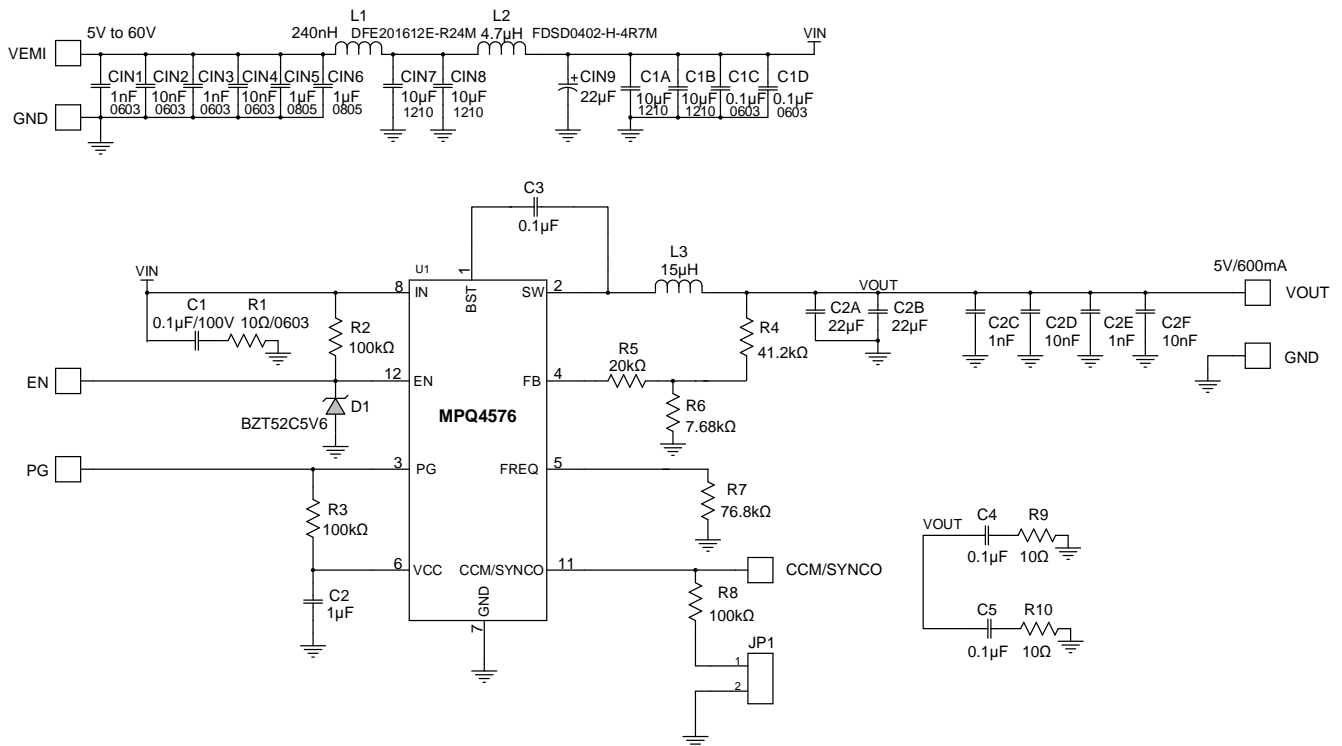 L1
L2
5V to 60V
240nH
DFE201612E-R24M
4.7µH
FDSD0402-H-4R7M
VIN
VEMI
CIN1
1nF
0603
CIN2
10nF
0603
CIN3
1nF
0603
CIN4
10nF
0603
CIN5
1µF
0805
CIN6
1µF
0805
CIN7
10µF
1210
CIN8
10µF
1210
+
CIN9
22µF
C1A
10µF
1210
C1B
10µF
1210
C1C
0.1µF
0603
C1D
0.1µF
0603
GND
C3
0.1µF
L3
15µH
U1
VIN
C1
0.1µF/100V
R1
10Ω/0603
R2
100kΩ
8
IN
1
BST
SW
2
VOUT
5V/600mA
VOUT
C2A
22µF
C2B
22µF
C2C
1nF
C2D
10nF
C2E
1nF
C2F
10nF
GND
R4
41.2kΩ
R5
20kΩ
R6
7.68kΩ
EN
12
EN
FB
4
D1
BZT52C5V6
MPQ4576
PG
3
PG
FREQ
5
R3
100kΩ
R7
76.8kΩ
6
VCC
CCM/SYNCO
11
CCM/SYNCO
C2
1µF
GND
7
R8
100kΩ
JP1
1
2
VOUT
C4
0.1µF
R9
10Ω
C5
0.1µF
R10
10Ω